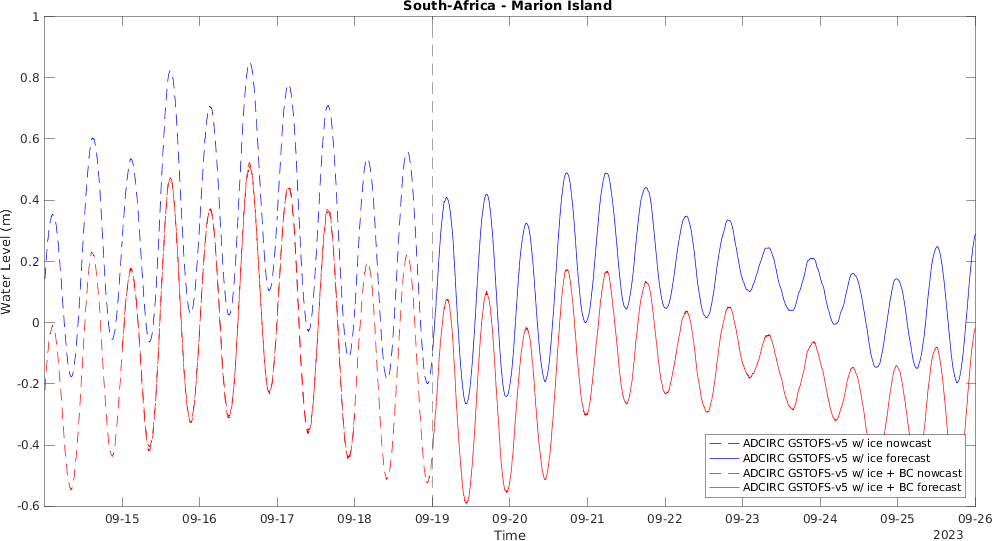 South-Africa - Marion Island
Water Level (m)
1
0.8
0.6
0.4
0.2
0
-0.2
-0.4
-0.6
ADCIRC GSTOFS-v5 w/ ice nowcast
ADCIRC GSTOFS-v5 w/ ice forecast
ADCIRC GSTOFS-v5 w/ ice + BC nowcast
ADCIRC GSTOFS-v5 w/ ice + BC forecast
09-15 09-16 09-17 09-18 09-19 09-20 09-21 09-22 09-23 09-24 09-25 09-26
Time
2023